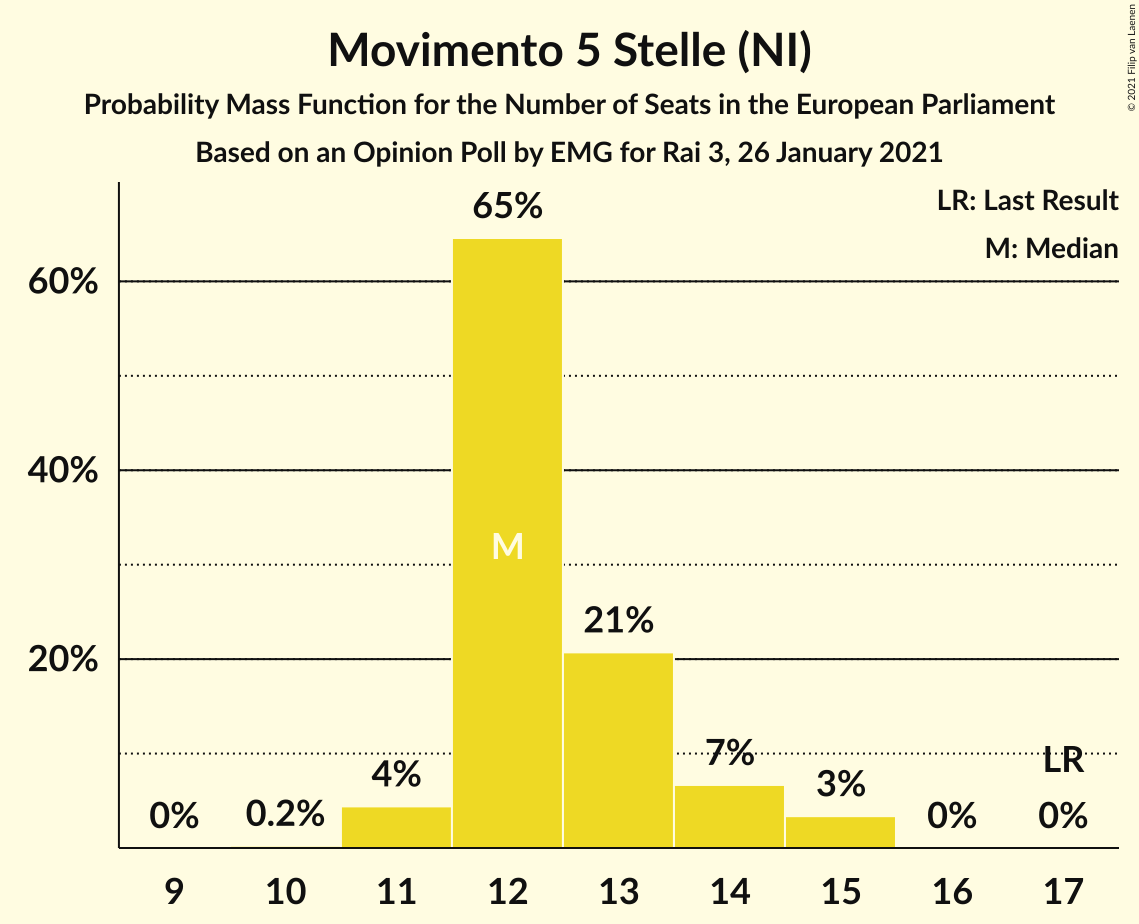 Movimento 5 Stelle (NI)
Probability Mass Function for the Number of Seats in the European Parliament
Based on an Opinion Poll by EMG for Rai 3, 26 January 2021
© 2021 Filip van Laenen
LR: Last Result
M: Median
65%
60%
40%
M
21%
20%
7%
LR
4%
3%
0%
0.2%
0%
0%
9 10 11 12 13 14 15 16 17